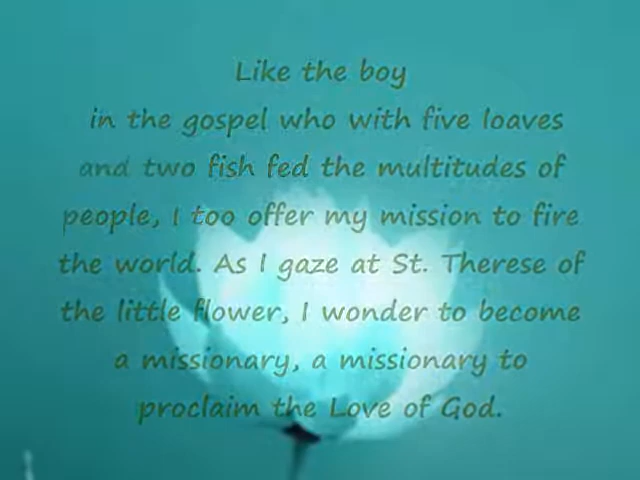 Like the boy
in the gospel who with five loaves
and two fish fed the multitudes of
people, I too offer my mission to fire
the world. As I gaze at St. Therese of
the little flower, I wonder to become
a missionary, a missionary to
proclaim the Love of God.